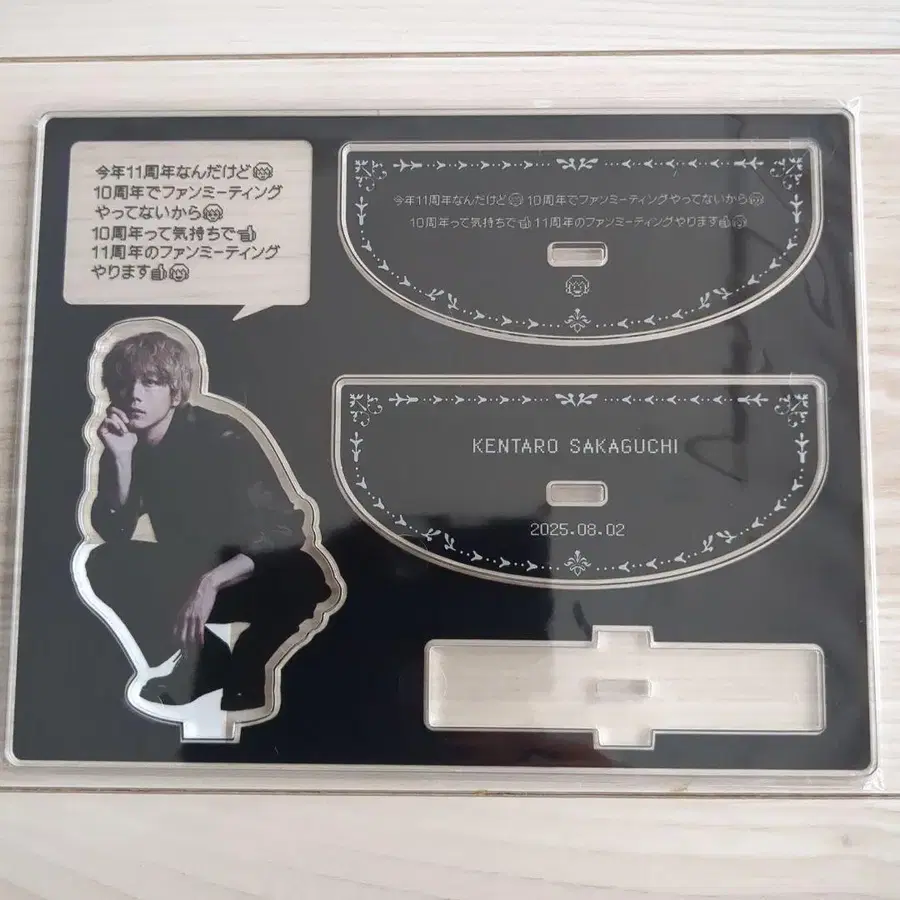 今年11周年なんだけど
10周年でファンミーティング
やってないから
10周年って気持ちで👍
11周年のファンミーティング
やります👍
今年11周年なんだけど 10周年でファンミーティングやってないから
10周年って気持ちで👍 11周年のファンミーティングやります👍
KENTARO SAKAGUCHI
2025.08.02